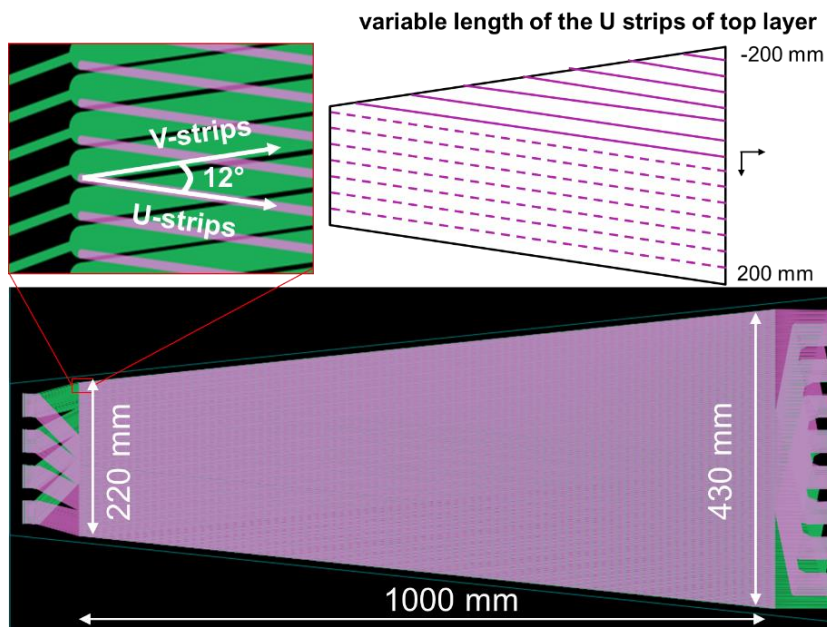 variable length of the U strips of top layer
-200 mm
V-strips
12°
U-strips
200 mm
220 mm
430 mm
1000 mm